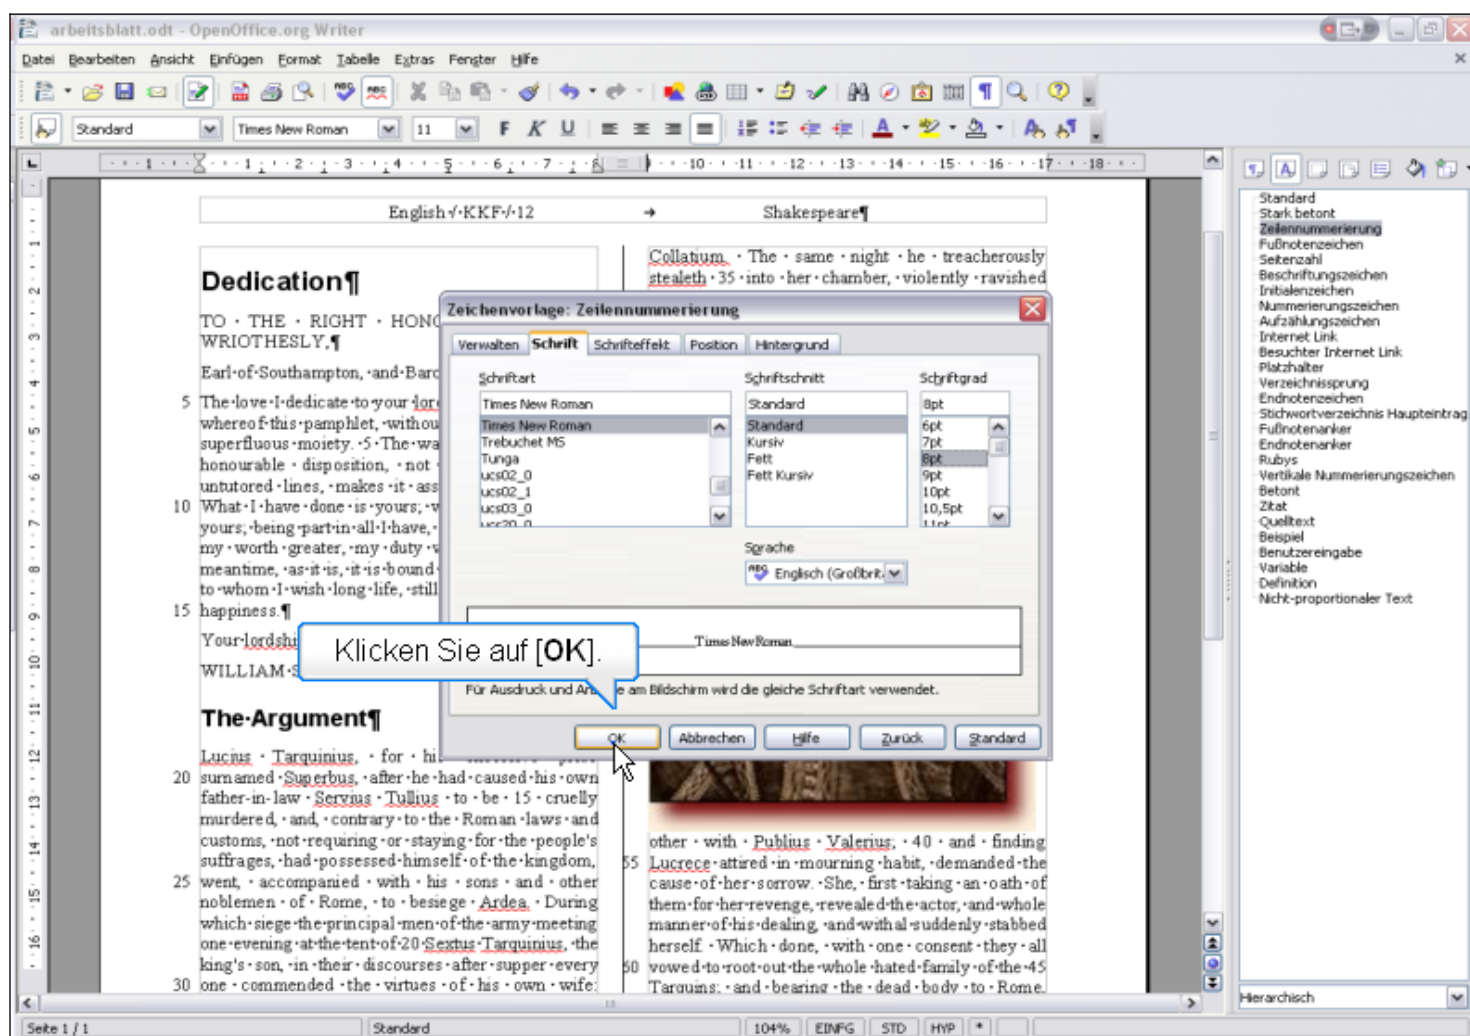 arbeitsblatt.odt - OpenOffice.org Writer
Datei Bearbeiten Ansicht Einfügen Format Tabelle Extras Fenster Hilfe
Standard Times New Roman 11 F K U
English√·KKF·/·12 → Shakespeare¶
Dedication¶
TO · THE · RIGHT · HONO
WRIOTHESLY,¶
Earl·of·Southampton,·and·Baro
5 The·love·I·dedicate·to·your·lor
whereof·this·pamphlet,·withou
superfluous·moiety.·5·The·wa
honourable·disposition,·not
untutored·lines,·makes·it·ass
10 What·I·have·done·is·yours;
yours;·being·part·in·all·I·have,
my·worth·greater,·my·duty
meantime,·as·it·is,·it·is·bound
to·whom·I·wish·long·life,·still
15 happiness.¶
Your·lordshi
WILLIAM·S
The·Argument¶
Lucius · Tarquinius, · for · hi
20 surnamed·Superbus,·after·he·had·caused·his·own
father-in-law·Servius·Tullius·to·be·15·cruelly
murdered,·and,·contrary·to·the·Roman·laws·and
customs,·not·requiring·or·staying·for·the·people's
suffrages,·had·possessed·himself·of·the·kingdom,
25 went,·accompanied·with·his·sons·and·other
noblemen·of·Rome,·to·besiege·Ardea.·During
which·siege·the·principal·men·of·the·army·meeting
one·evening·at·the·tent·of·20·Sextus·Tarquinius,·the
king's·son,·in·their·discourses·after·supper·every
30 one·commended·the·virtues·of·his·own·wife:
Collatium.·The·same·night·he·treacherously
stealeth·35·into·her·chamber,·violently·ravished
other·with·Publius·Valerius;·40·and·finding
55 Lucrece·attired·in·mourning·habit,·demanded·the
cause·of·her·sorrow.·She,·first·taking·an·oath·of
them·for·her·revenge,·revealed·the·actor,·and·whole
manner·of·his·dealing,·and·withal·suddenly·stabbed
herself.·Which·done,·with·one·consent·they·all
60 vowed·to·root·out·the·whole·hated·family·of·the·45
Tarquins;·and·bearing·the·dead·body·to·Rome,
Zeichenvorlage: Zeilennummerierung
Verwalten Schrift Schrifteffekt Position Hintergrund
Schriftart Schriftschnitt Schriftgrad
Times New Roman Standard 8pt
Times New Roman Standard 6pt
Trebuchet MS Kursiv 7pt
Tunga Fett 8pt
ucs02_0 Fett Kursiv 9pt
ucs02_1 10pt
ucs03_0 10,5pt
11pt
Sprache
Englisch (Großbrit.
Times New Roman
Für Ausdruck und An e am Bildschirm wird die gleiche Schriftart verwendet.
OK Abbrechen Hilfe Zurück Standard
Klicken Sie auf [OK].
Standard
Stark betont
Zeilennummerierung
Fußnotenzeichen
Seitenzahl
Beschriftungszeichen
Initialenzeichen
Nummerierungszeichen
Aufzählungszeichen
Internet Link
Besuchter Internet Link
Platzhalter
Verzeichnissprung
Endnotenzeichen
Stichwortverzeichnis Haupteintrag
Fußnotenanker
Endnotenanker
Rubys
Vertikale Nummerierungszeichen
Betont
Zitat
Quelltext
Beispiel
Benutzereingabe
Variable
Definition
Nicht-proportionaler Text
Hierarchisch
Seite 1 / 1 Standard 104% EINFG STD HYP *